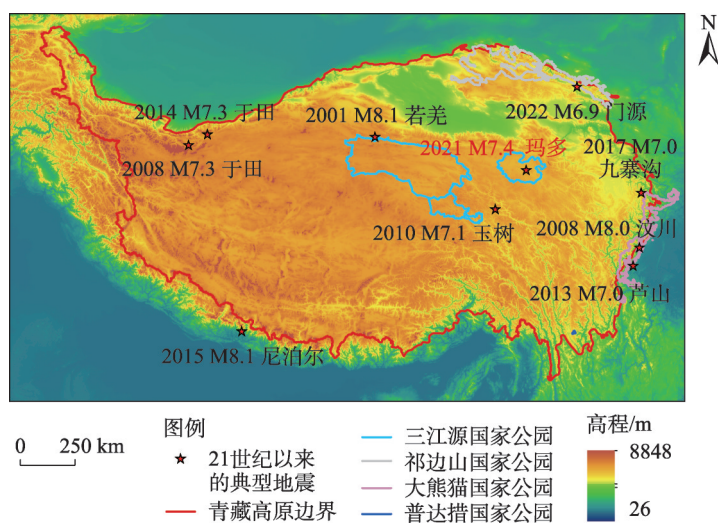 N
2014 M7.3 于田
2001 M8.1 若羌
2022 M6.9 门源
2008 M7.3 于田
2021 M7.4 玛多
2017 M7.0
九寨沟
2010 M7.1 玉树
2008 M8.0 汶川
2013 M7.0 芦山
2015 M8.1 尼泊尔
0 250 km
图例
21世纪以来
的典型地震
青藏高原边界
三江源国家公园
祁边山国家公园
大熊猫国家公园
普达措国家公园
高程/m
8848
26